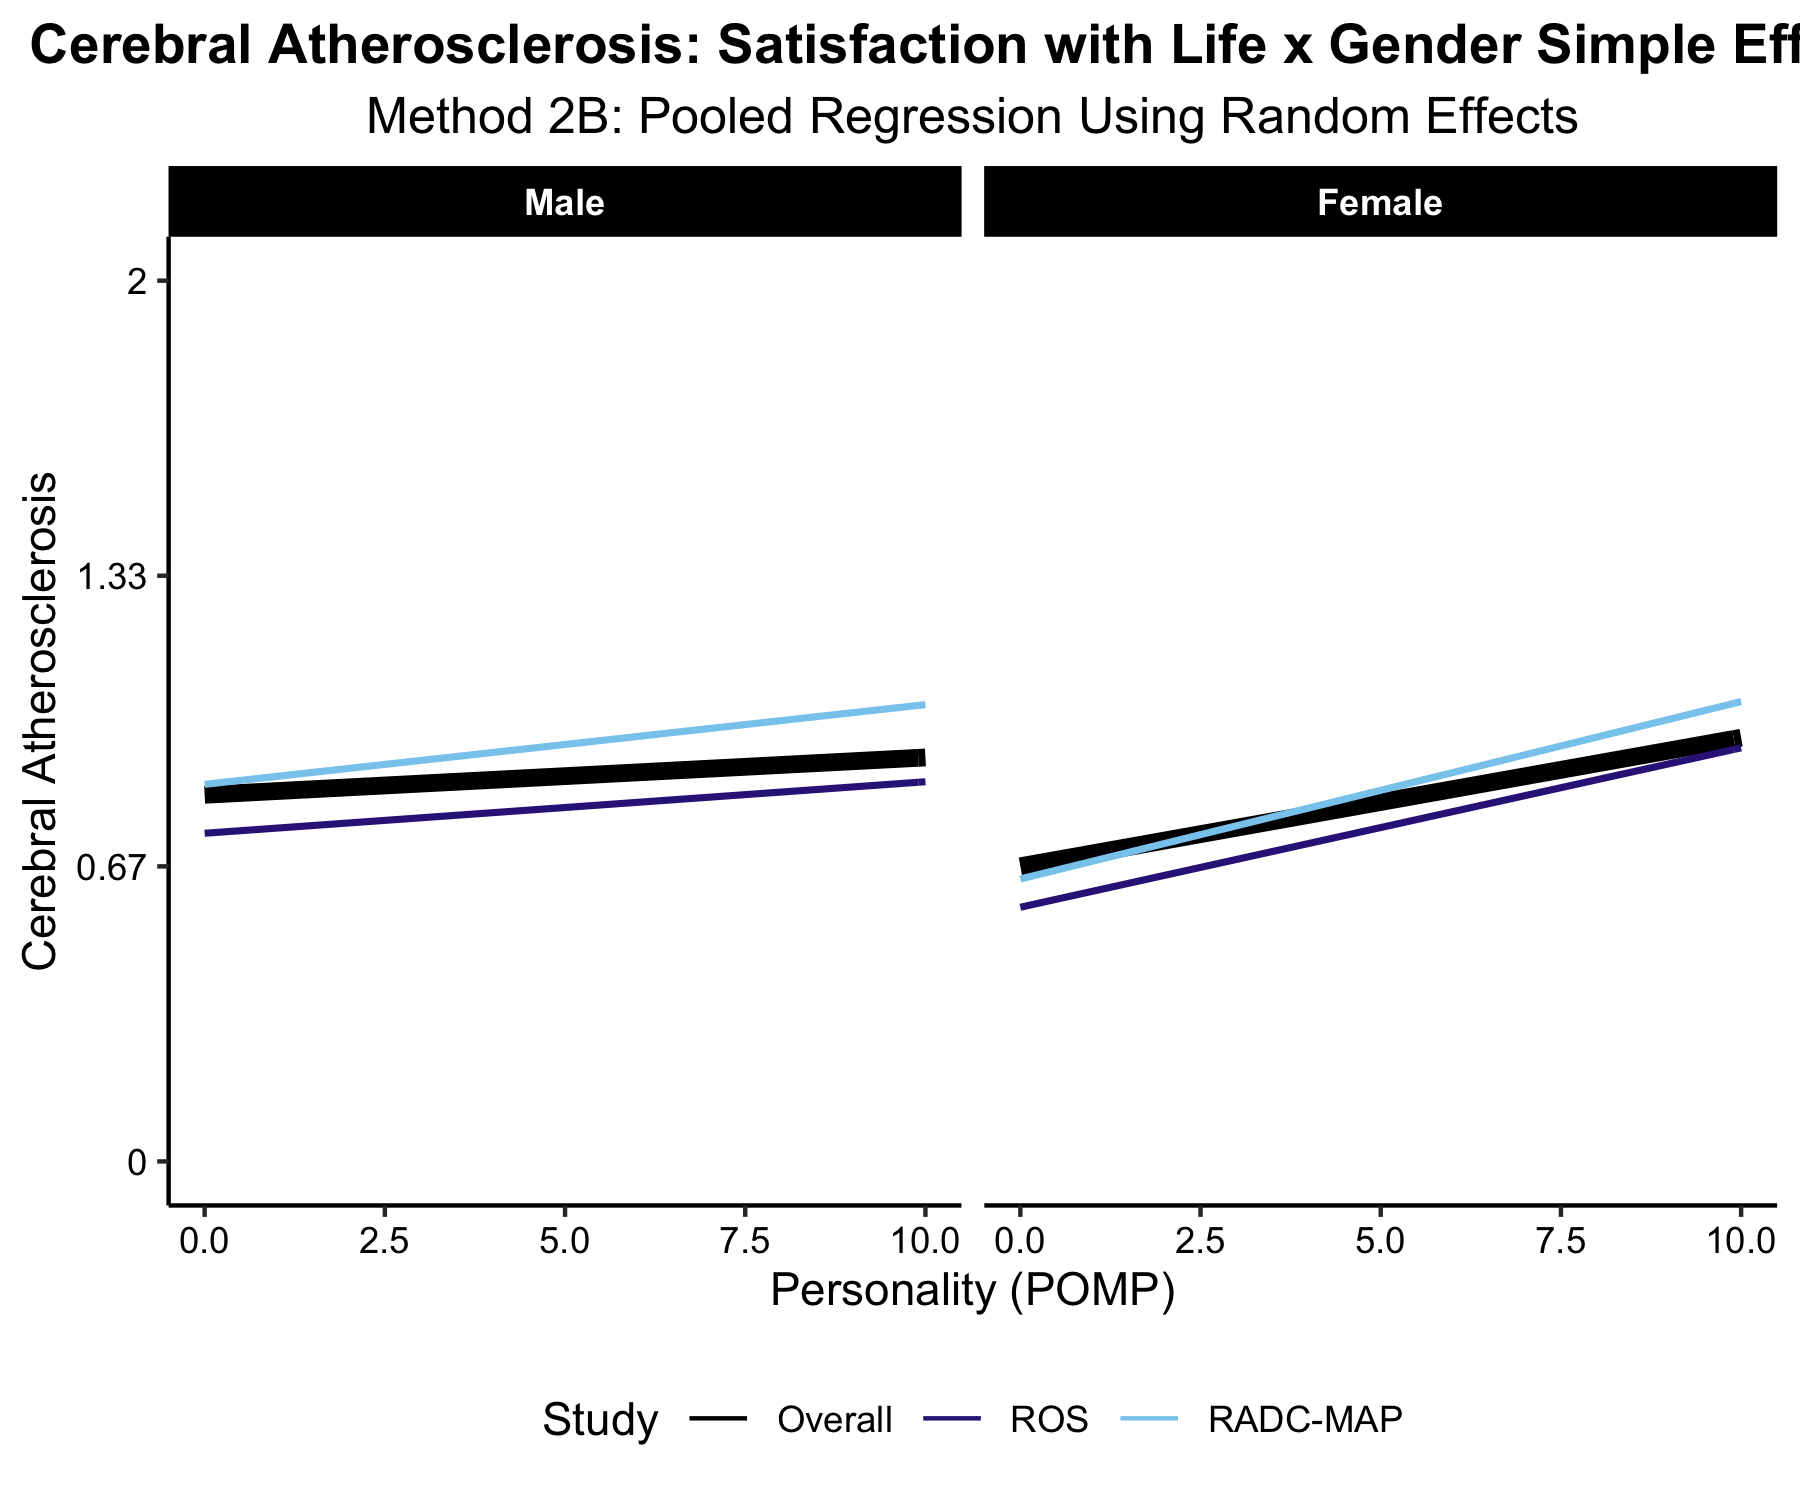 Cerebral Atherosclerosis: Satisfaction with Life x Gender Simple Eff
Method 2B: Pooled Regression Using Random Effects
Male
Female
Cerebral Atherosclerosis
2
1.33
0.67
0
0.0 2.5 5.0 7.5 10.0
0.0 2.5 5.0 7.5 10.0
Personality (POMP)
Study Overall ROS RADC-MAP